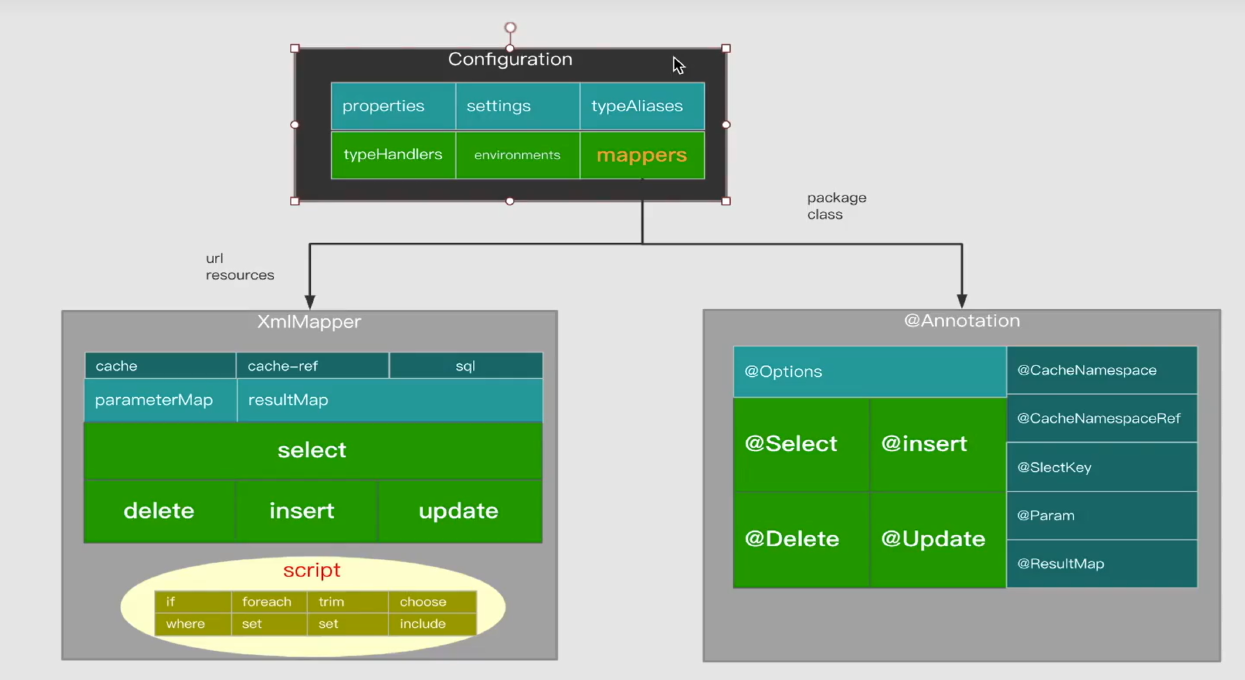 Configuration
properties settings typeAliases
typeHandlers environments mappers
package
class
url
resources
XmlMapper
cache cache-ref sql
parameterMap resultMap
select
delete insert update
script
if foreach trim choose
where set set include
@Annotation
@Options
@Select @insert
@Delete @Update
@CacheNamespace
@CacheNamespaceRef
@SlectKey
@Param
@ResultMap